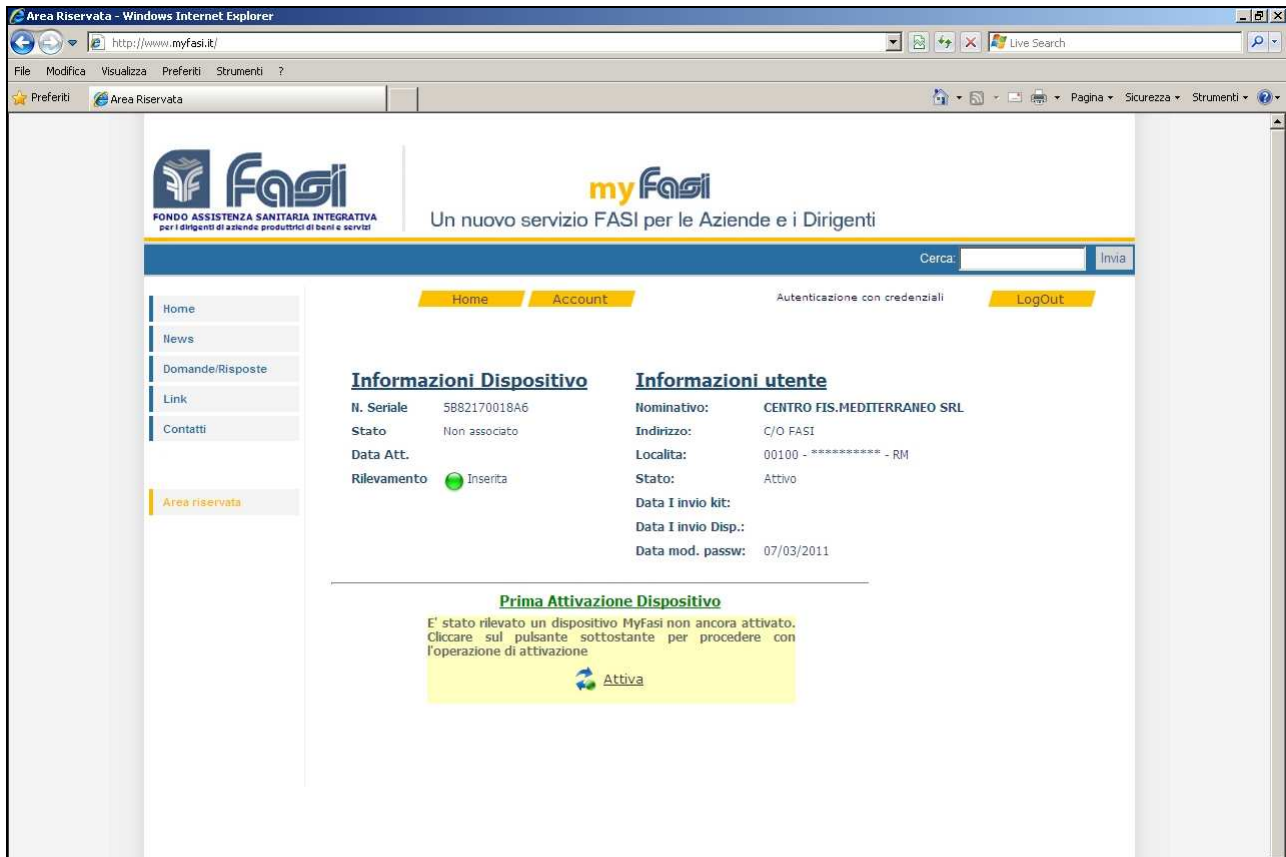 Area Riservata - Windows Internet Explorer
http://www.myfasi.it/
Live Search
File Modifica Visualizza Preferiti Strumenti ?
Preferiti Area Riservata Pagina Sicurezza Strumenti
Fasi
FONDO ASSISTENZA SANITARIA INTEGRATIVA
per i dirigenti di aziende produttrici di beni e servizi
my Fasi
Un nuovo servizio FASI per le Aziende e i Dirigenti
Cerca: Invia
Home
News
Domande/Risposte
Link
Contatti
Area riservata
Home Account Autenticazione con credenziali LogOut
Informazioni Dispositivo
N. Seriale 5B82170018A6
Stato Non associato
Data Att.
Rilevamento Inserita
Informazioni utente
Nominativo: CENTRO FIS.MEDITERRANEO SRL
Indirizzo: C/O FASI
Localita: 00100 - ********** - RM
Stato: Attivo
Data I invio kit:
Data I invio Disp.:
Data mod. passw: 07/03/2011
Prima Attivazione Dispositivo
E' stato rilevato un dispositivo MyFasi non ancora attivato.
Cliccare sul pulsante sottostante per procedere con
l'operazione di attivazione
Attiva